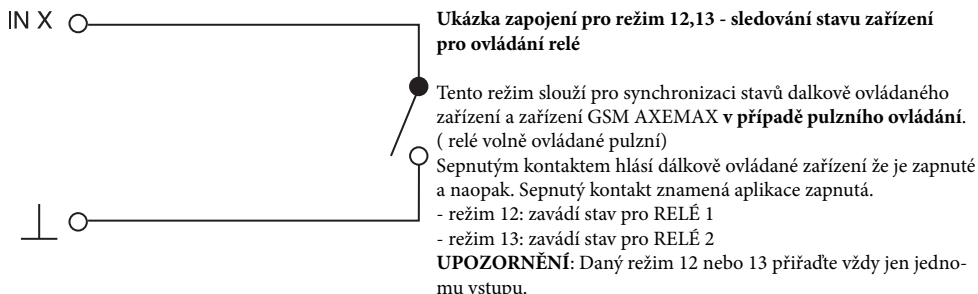 IN X
Ukázka zapojení pro režim 12,13 - sledování stavu zařízení
pro ovládání relé
Tento režim slouží pro synchronizaci stavů dalkově ovládaného
zařízení a zařízení GSM AXEMAX v případě pulzního ovládání.
( relé volně ovládané pulzní)
Sepnutým kontaktem hlásí dálkově ovládané zařízení že je zapnuté
a naopak. Sepnutý kontakt znamená aplikace zapnutá.
- režim 12: zavádí stav pro RELÉ 1
- režim 13: zavádí stav pro RELÉ 2
UPOZORNĚNÍ: Daný režim 12 nebo 13 přiřaďte vždy jen jedno-
mu vstupu.